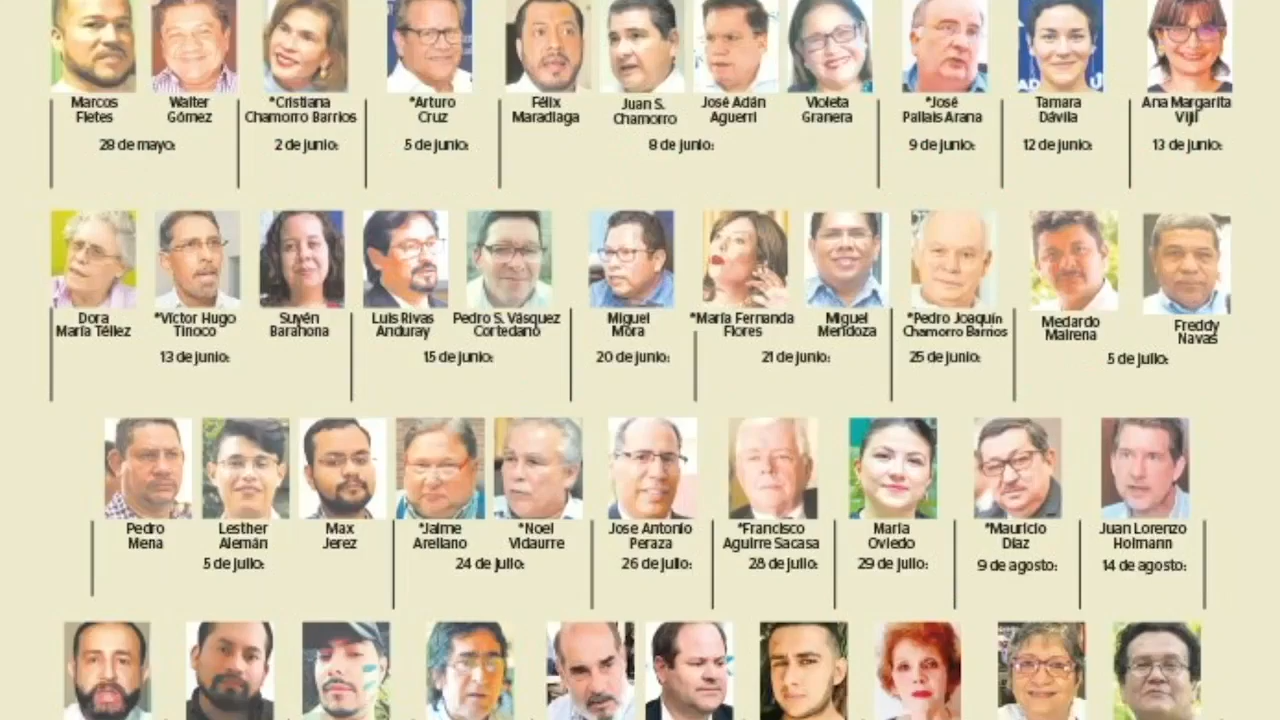 Marcos
Fletes
Walter
Gómez
28 de mayo:
*Cristiana
Chamorro Barrios
2 de junio:
*Arturo
Cruz
5 de junio:
Félix
Maradiaga
Juan S.
Chamorro
José Adán
Aguerri
Violeta
Granera
8 de junio:
*José
Pallais Arana
9 de junio:
Tamara
Dávila
12 de junio:
Ana Margarita
Vijil
13 de junio:
Dora
María Téllez
*Víctor Hugo
Tinoco
Suyén
Barahona
13 de junio:
Luis Rivas
Anduray
Pedro S. Vásquez
Cortedano
15 de junio:
Miguel
Mora
20 de junio:
*María Fernanda
Flores
Miguel
Mendoza
21 de junio:
*Pedro Joaquín
Chamorro Barrios
25 de junio:
Medardo
Mairena
Freddy
Navas
5 de julio:
Pedro
Mena
Lesther
Alemán
Max
Jerez
5 de julio:
*Jaime
Arellano
*Noel
Vidaurre
24 de julio:
Jose Antonio
Peraza
26 de julio:
*Francisco
Aguirre Sacasa
28 de julio:
María
Oviedo
29 de julio:
*Mauricio
Díaz
9 de agosto:
Juan Lorenzo
Holmann
14 de agosto: